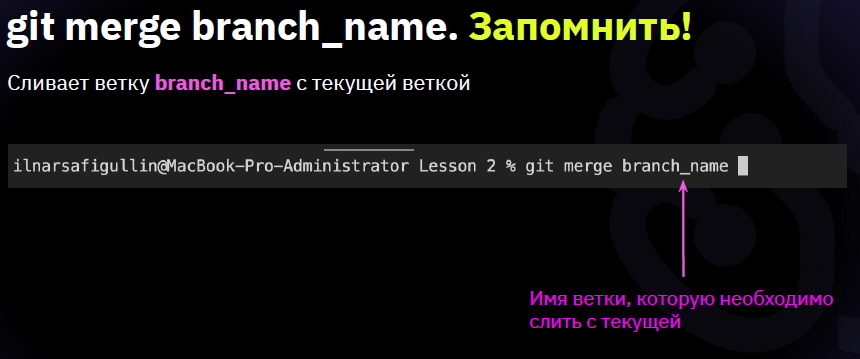 git merge branch_name. Запомнить!
Сливает ветку branch_name с текущей веткой
ilnarsafigullin@MacBook-Pro-Administrator Lesson 2 % git merge branch_name
Имя ветки, которую необходимо
слить с текущей